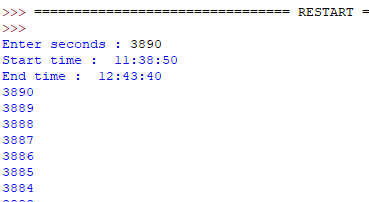 >>> ================================ RESTART =
>>>
Enter seconds : 3890
Start time :  11:38:50
End time :  12:43:40
3890
3889
3888
3887
3886
3885
3884